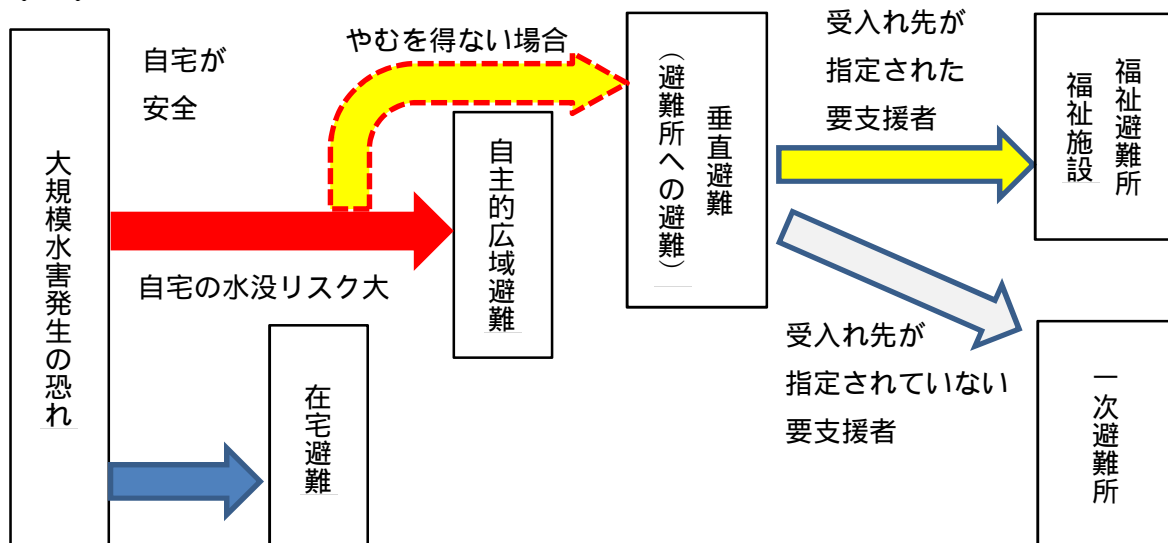 大規模水害発生の恐れ
自宅が
安全
やむを得ない場合
自宅の水没リスク大
自主的広域避難
在宅避難
垂直避難
（避難所への避難）
受入れ先が
指定された
要支援者
福祉避難所
福祉施設
受入れ先が
指定されていない
要支援者
一次避難所